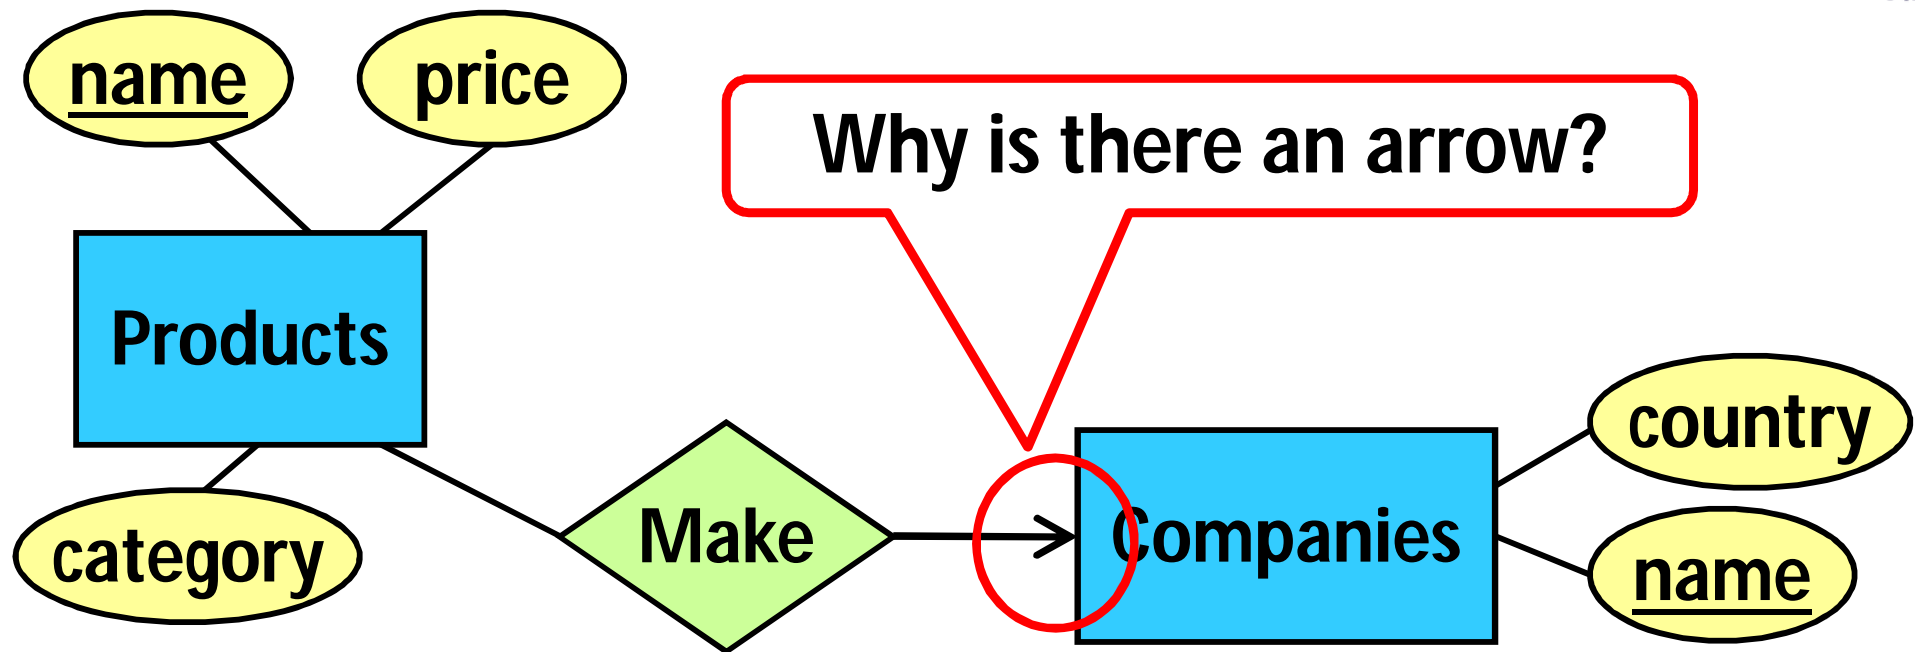 name
price
Why is there an arrow?
Products
country
category
Make
Companies
name